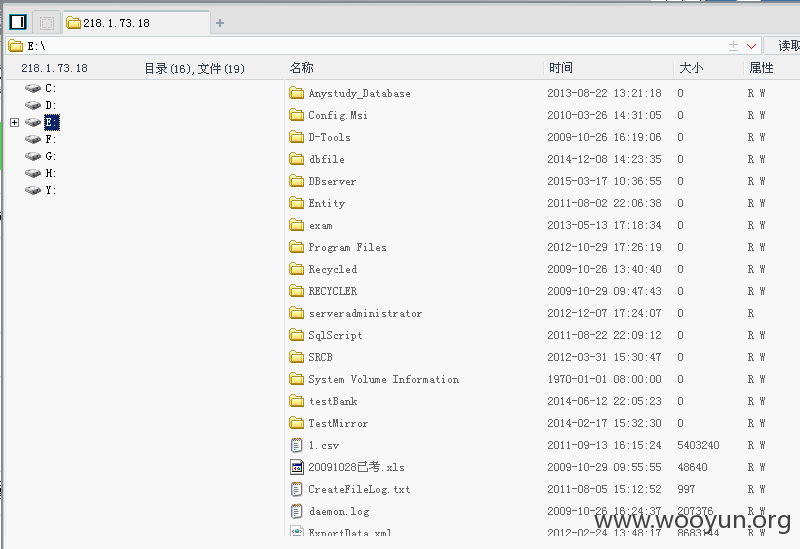 218.1.73.18 +
E:\ 读取
218.1.73.18 目录(16),文件(19) 名称 时间 大小 属性
C:
D:
E:
F:
G:
H:
Y:
Anystudy_Database 2013-08-22 13:21:18 0 R W
Config.Msi 2010-03-26 14:31:05 0 R W
D-Tools 2009-10-26 16:19:06 0 R W
dbfile 2014-12-08 14:23:35 0 R W
DBserver 2015-03-17 10:36:55 0 R W
Entity 2011-08-02 22:06:38 0 R W
exam 2013-05-13 17:18:34 0 R W
Program Files 2012-10-29 17:26:19 0 R W
Recycled 2009-10-26 13:40:40 0 R W
RECYCLER 2009-10-29 09:47:43 0 R W
serveradministrator 2012-12-07 17:24:07 0 R
SqlScript 2011-08-22 22:09:12 0 R W
SRCB 2012-03-31 15:30:47 0 R W
System Volume Information 1970-01-01 08:00:00 0 R W
testBank 2014-06-12 22:05:23 0 R W
TestMirror 2014-02-17 15:32:30 0 R W
1.csv 2011-09-13 16:15:24 5403240 R W
20091028已考.xls 2009-10-29 09:55:55 48640 R W
CreateFileLog.txt 2011-08-05 15:12:52 997 R W
daemon.log 2009-10-26 16:24:37 207376 R W
ExportData.xml 2012-02-24 13:48:17 8683144 R W
www.wooyun.org